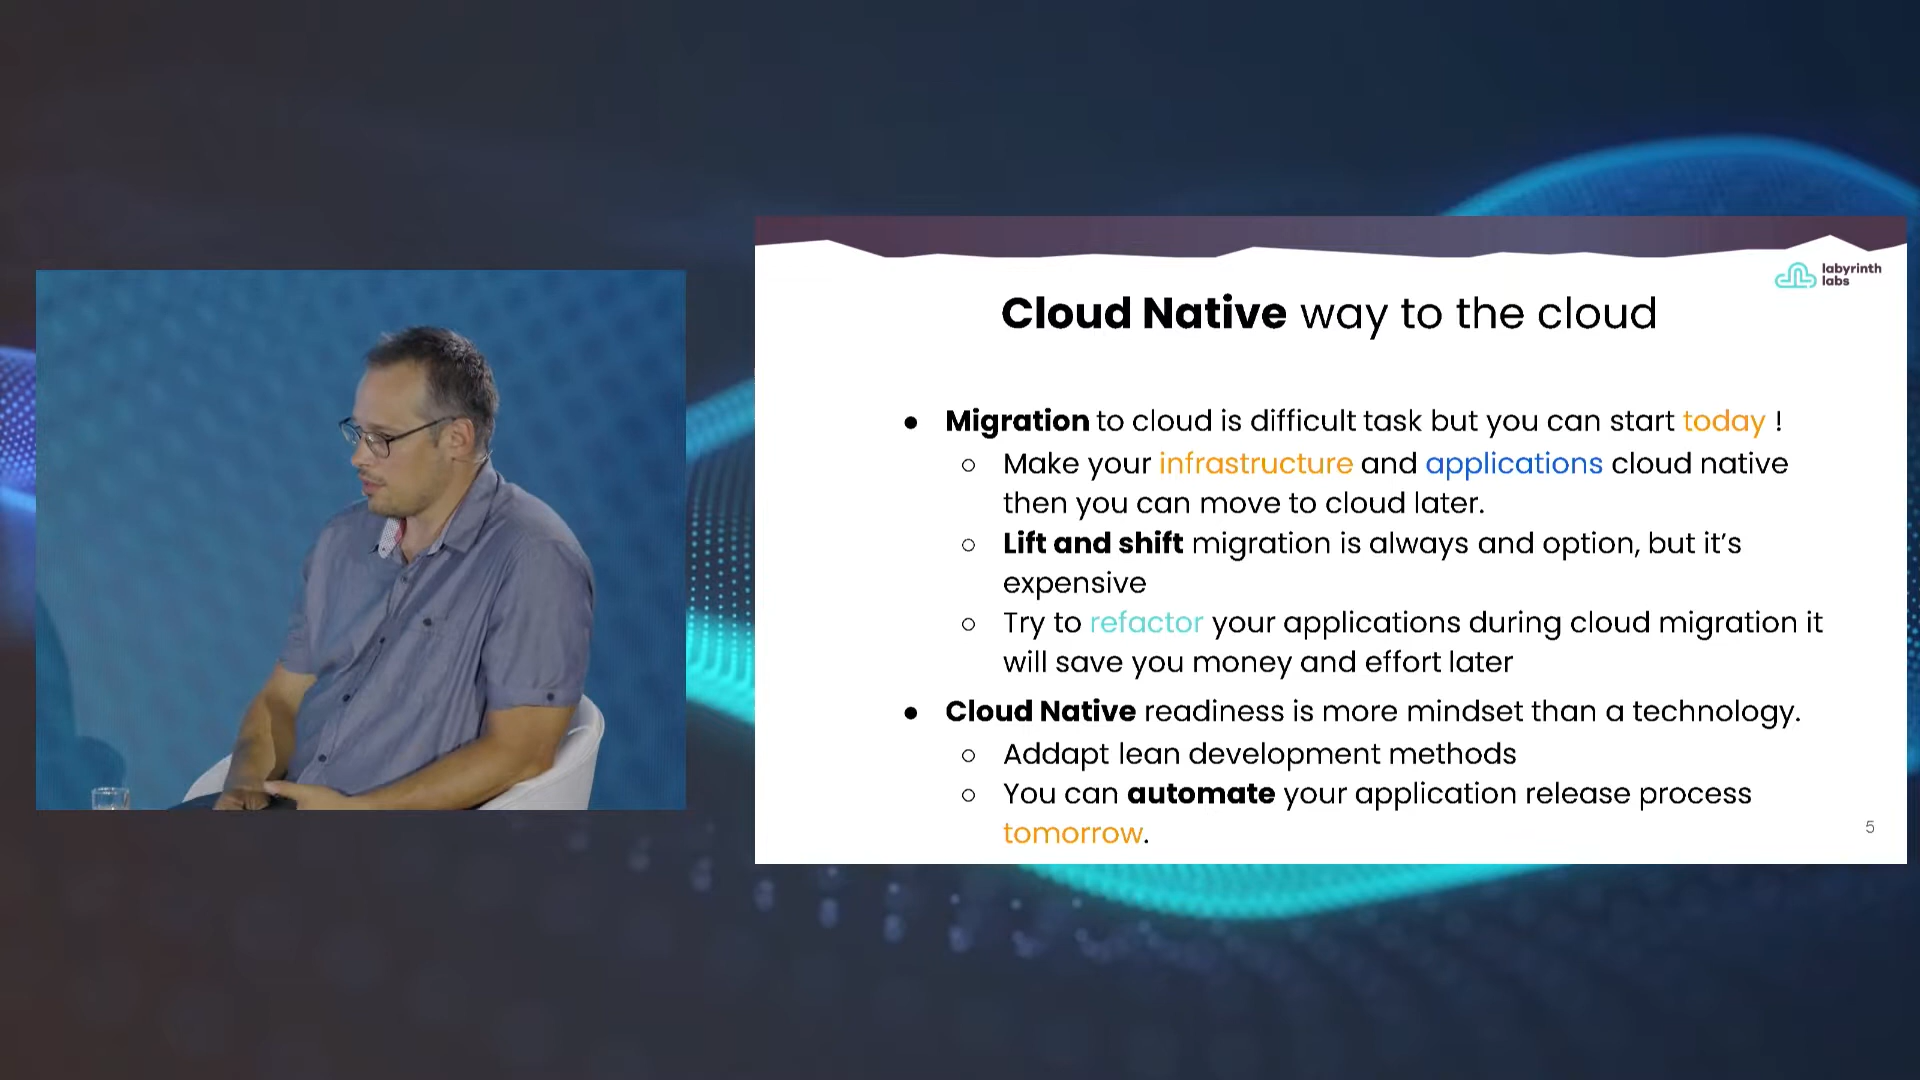 labyrinth
labs
Cloud Native way to the cloud
● Migration to cloud is difficult task but you can start today !
○ Make your infrastructure and applications cloud native
then you can move to cloud later.
○ Lift and shift migration is always and option, but it’s
expensive
○ Try to refactor your applications during cloud migration it
will save you money and effort later
● Cloud Native readiness is more mindset than a technology.
○ Addapt lean development methods
○ You can automate your application release process
tomorrow.
5